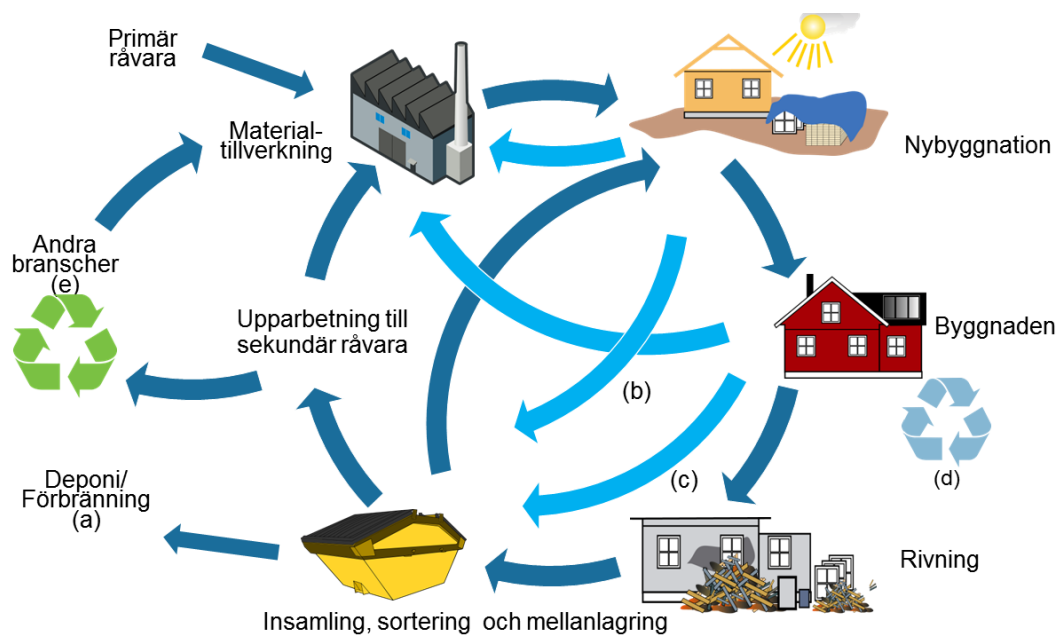 Primär
råvara
Material-
tillverkning
Nybyggnation
Andra
branscher
(e)
Upparbetning till
sekundär råvara
Byggnaden
(b)
(d)
(c)
Deponi/
Förbränning
(a)
Rivning
Insamling, sortering och mellanlagring